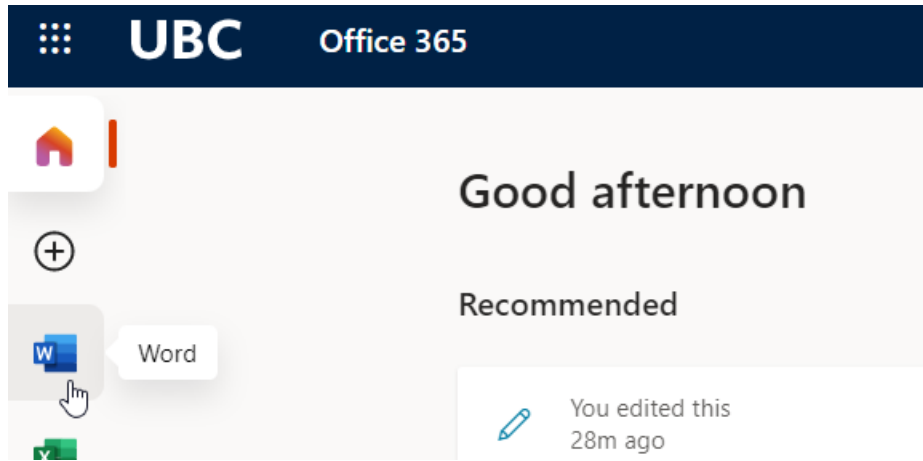 UBC Office 365
Good afternoon
Recommended
W
Word
You edited this
28m ago
X